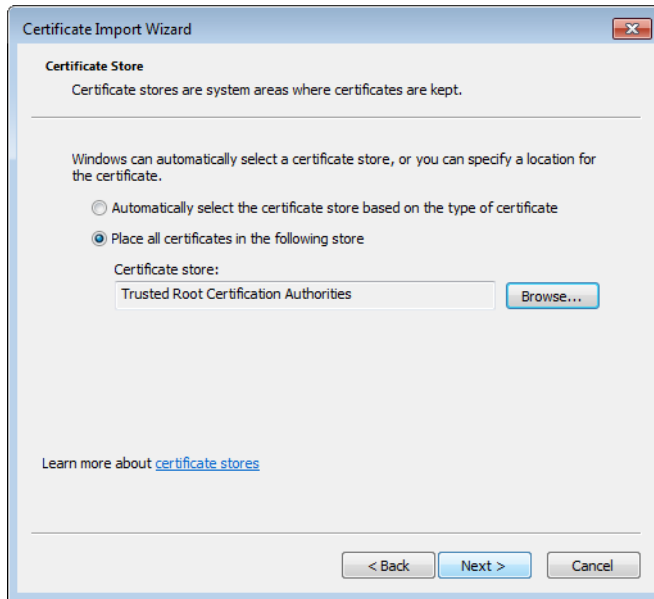 Certificate Import Wizard
Certificate Store
Certificate stores are system areas where certificates are kept.
Windows can automatically select a certificate store, or you can specify a location for
the certificate.
Automatically select the certificate store based on the type of certificate
Place all certificates in the following store
Certificate store:
Trusted Root Certification Authorities
Browse...
Learn more about certificate stores
< Back
Next >
Cancel